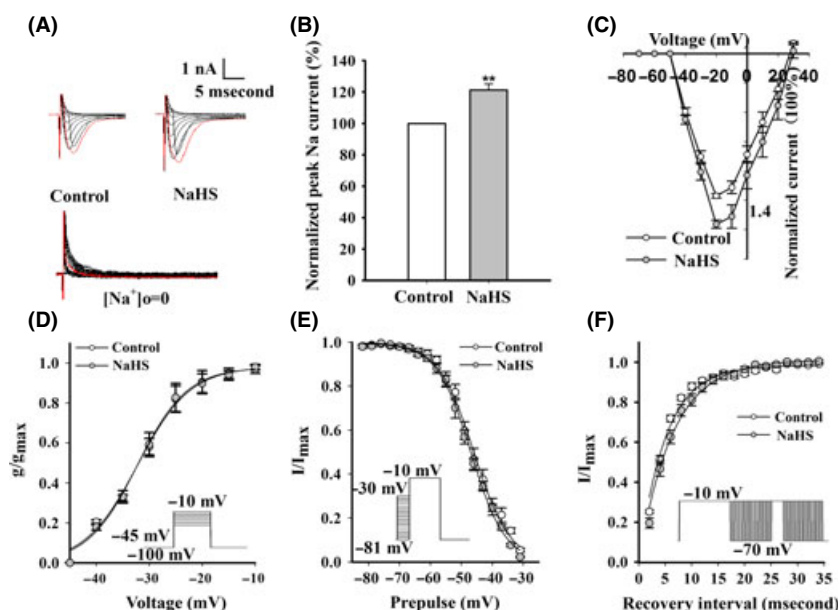 (A)
1 nA
5 msecond
Control
NaHS
[Na+]o=0
(B)
Normalized peak Na current (%)
140
120
100
80
60
40
20
0
**
Control
NaHS
(C)
Voltage (mV)
−80 −60 −40 −20 0 20 40
1.4
Normalized current (100%)
Control
NaHS
(D)
Control
NaHS
g/gmax
1.0
0.8
0.6
0.4
0.2
0.0
−10 mV
−45 mV
−100 mV
−40 −30 −20 −10
Voltage (mV)
(E)
Control
NaHS
I/Imax
1.0
0.8
0.6
0.4
0.2
0.0
−10 mV
−30 mV
−81 mV
−80 −70 −60 −50 −40 −30
Prepulse (mV)
(F)
Control
NaHS
I/Imax
1.0
0.8
0.6
0.4
0.2
0.0
−10 mV
−70 mV
0 5 10 15 20 25 30 35
Recovery interval (msecond)